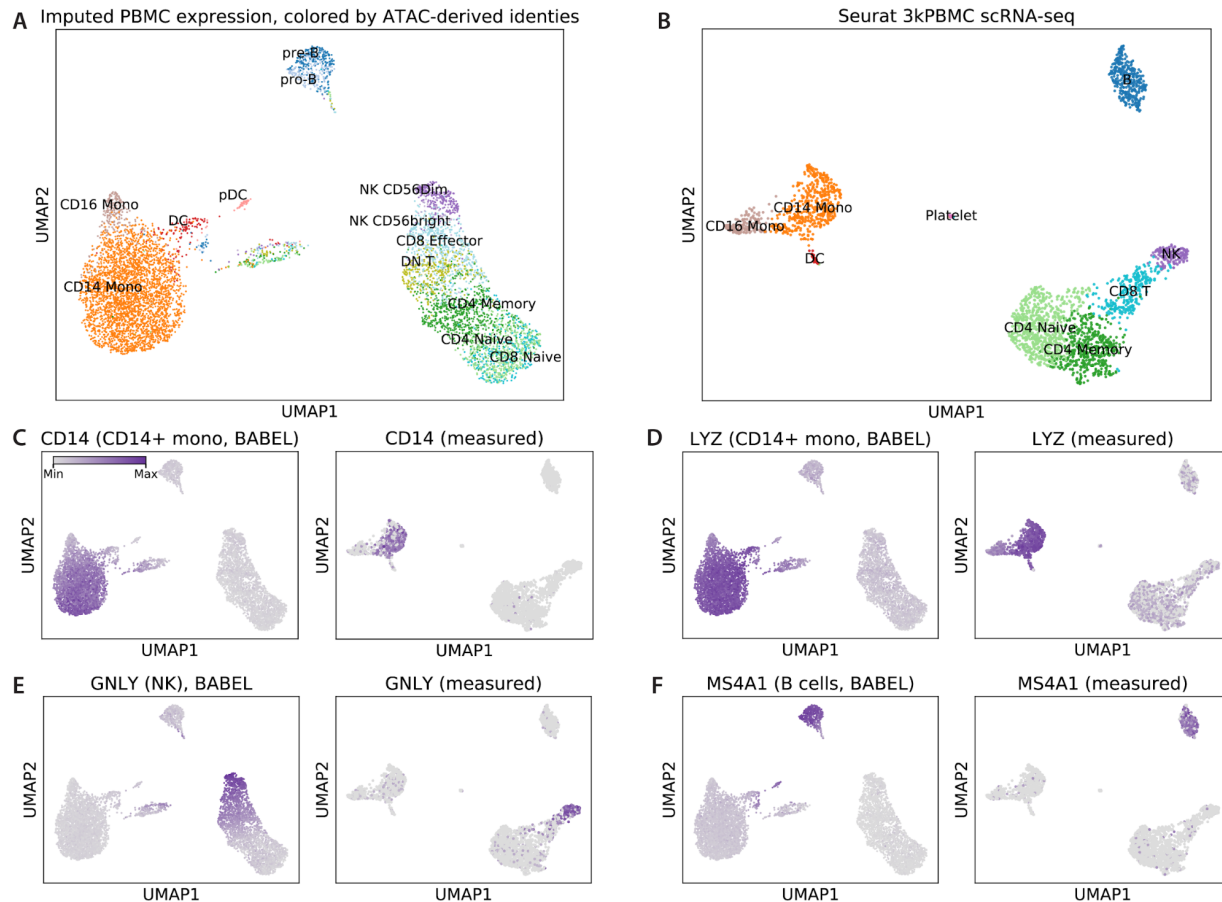 A
Imputed PBMC expression, colored by ATAC-derived identies
pre-B
pro-B
pDC
CD16 Mono
DC
NK CD56Dim
NK CD56bright
CD8 Effector
DN T
CD14 Mono
CD4 Memory
CD4 Naive
CD8 Naive
UMAP2
UMAP1
B
Seurat 3kPBMC scRNA-seq
B
CD14 Mono
Platelet
CD16 Mono
DC
NK
CD8 T
CD4 Naive
CD4 Memory
UMAP2
UMAP1
C
CD14 (CD14+ mono, BABEL)
Min
Max
UMAP2
UMAP1
CD14 (measured)
UMAP2
UMAP1
D
LYZ (CD14+ mono, BABEL)
UMAP2
UMAP1
LYZ (measured)
UMAP2
UMAP1
E
GNLY (NK), BABEL
UMAP2
UMAP1
GNLY (measured)
UMAP2
UMAP1
F
MS4A1 (B cells, BABEL)
UMAP2
UMAP1
MS4A1 (measured)
UMAP2
UMAP1